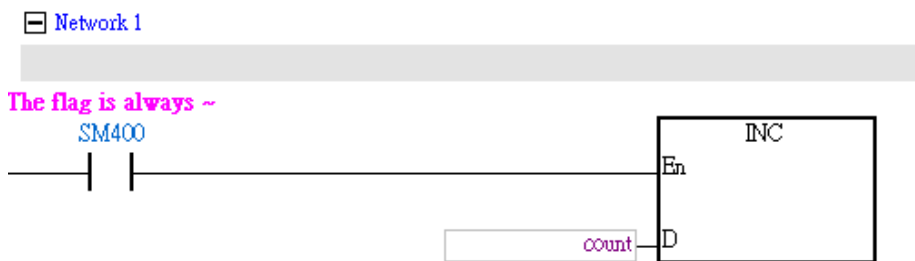 Network 1
The flag is always ~
SM400
INC
En
count
D